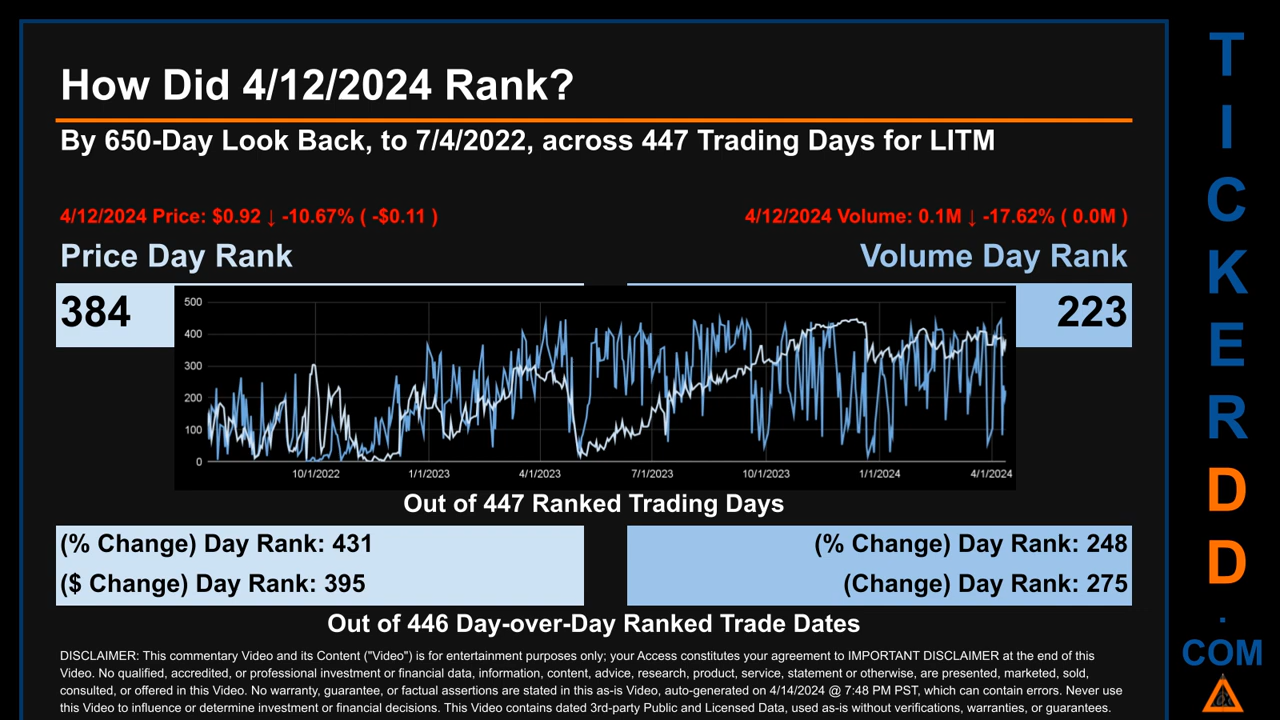 How Did 4/12/2024 Rank?
By 650-Day Look Back, to 7/4/2022, across 447 Trading Days for LITM
4/12/2024 Price: $0.92 ↓ -10.67% ( -$0.11 )
4/12/2024 Volume: 0.1M ↓ -17.62% ( 0.0M )
Price Day Rank
Volume Day Rank
384
223
500
400
300
200
100
0
10/1/2022
1/1/2023
4/1/2023
7/1/2023
10/1/2023
1/1/2024
4/1/2024
Out of 447 Ranked Trading Days
(% Change) Day Rank: 431
($ Change) Day Rank: 395
(% Change) Day Rank: 248
(Change) Day Rank: 275
Out of 446 Day-over-Day Ranked Trade Dates
DISCLAIMER: This commentary Video and its Content ("Video") is for entertainment purposes only; your Access constitutes your agreement to IMPORTANT DISCLAIMER at the end of this
Video. No qualified, accredited, or professional investment or financial data, information, content, advice, research, product, service, statement or otherwise, are presented, marketed, sold,
consulted, or offered in this Video. No warranty, guarantee, or factual assertions are stated in this as-is Video, auto-generated on 4/14/2024 @ 7:48 PM PST, which can contain errors. Never use
this Video to influence or determine investment or financial decisions. This Video contains dated 3rd-party Public and Licensed Data, used as-is without verifications, warranties, or guarantees.
T
I
C
K
E
R
D
D
.
COM